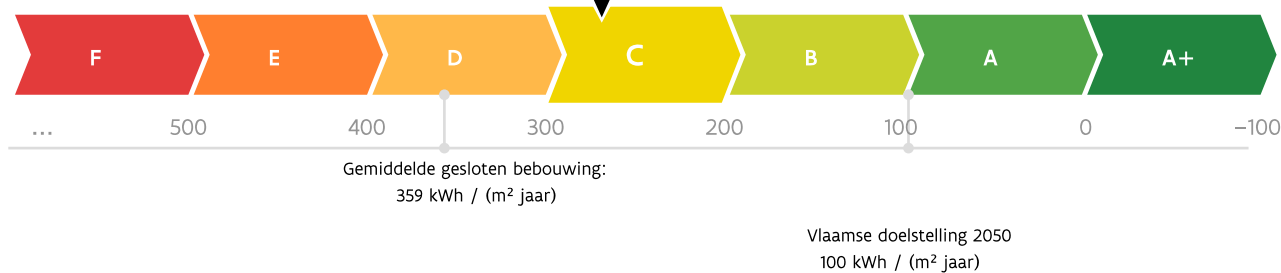 F E D C B A A+
... 500 400 300 200 100 0 −100
Gemiddelde gesloten bebouwing:
359 kWh / (m² jaar)
Vlaamse doelstelling 2050
100 kWh / (m² jaar)